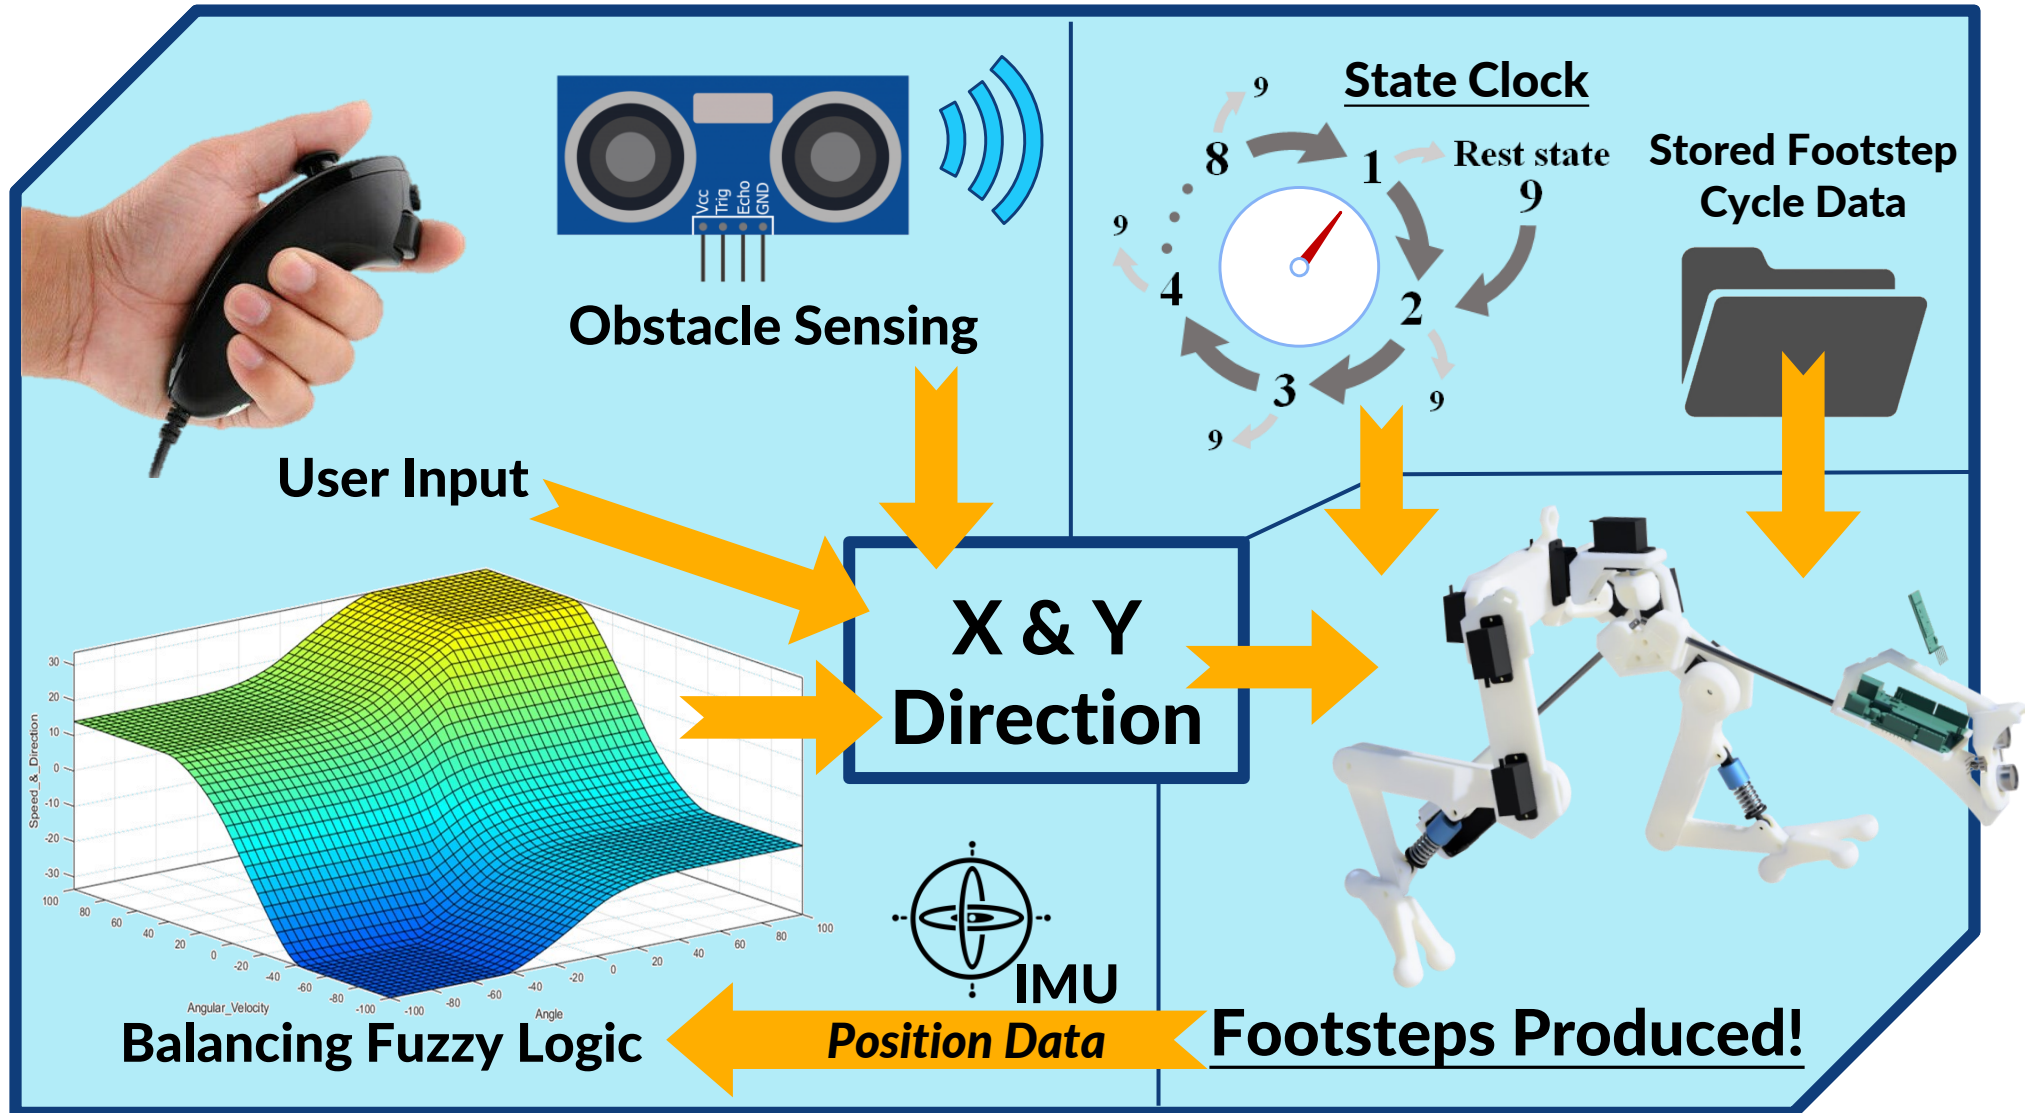 Vcc
Trig
Echo
GND
Obstacle Sensing
User Input
State Clock
9
8
1
Rest state
9
9
4
2
3
9
9
Stored Footstep
Cycle Data
X & Y
Direction
Speed_&_Direction
30
20
10
0
-10
-20
-30
100
80
60
40
20
0
-20
-40
-60
-80
-100
-100
-80
-60
-40
-20
0
20
40
60
80
100
Angular_Velocity
Angle
Balancing Fuzzy Logic
IMU
Position Data
Footsteps Produced!